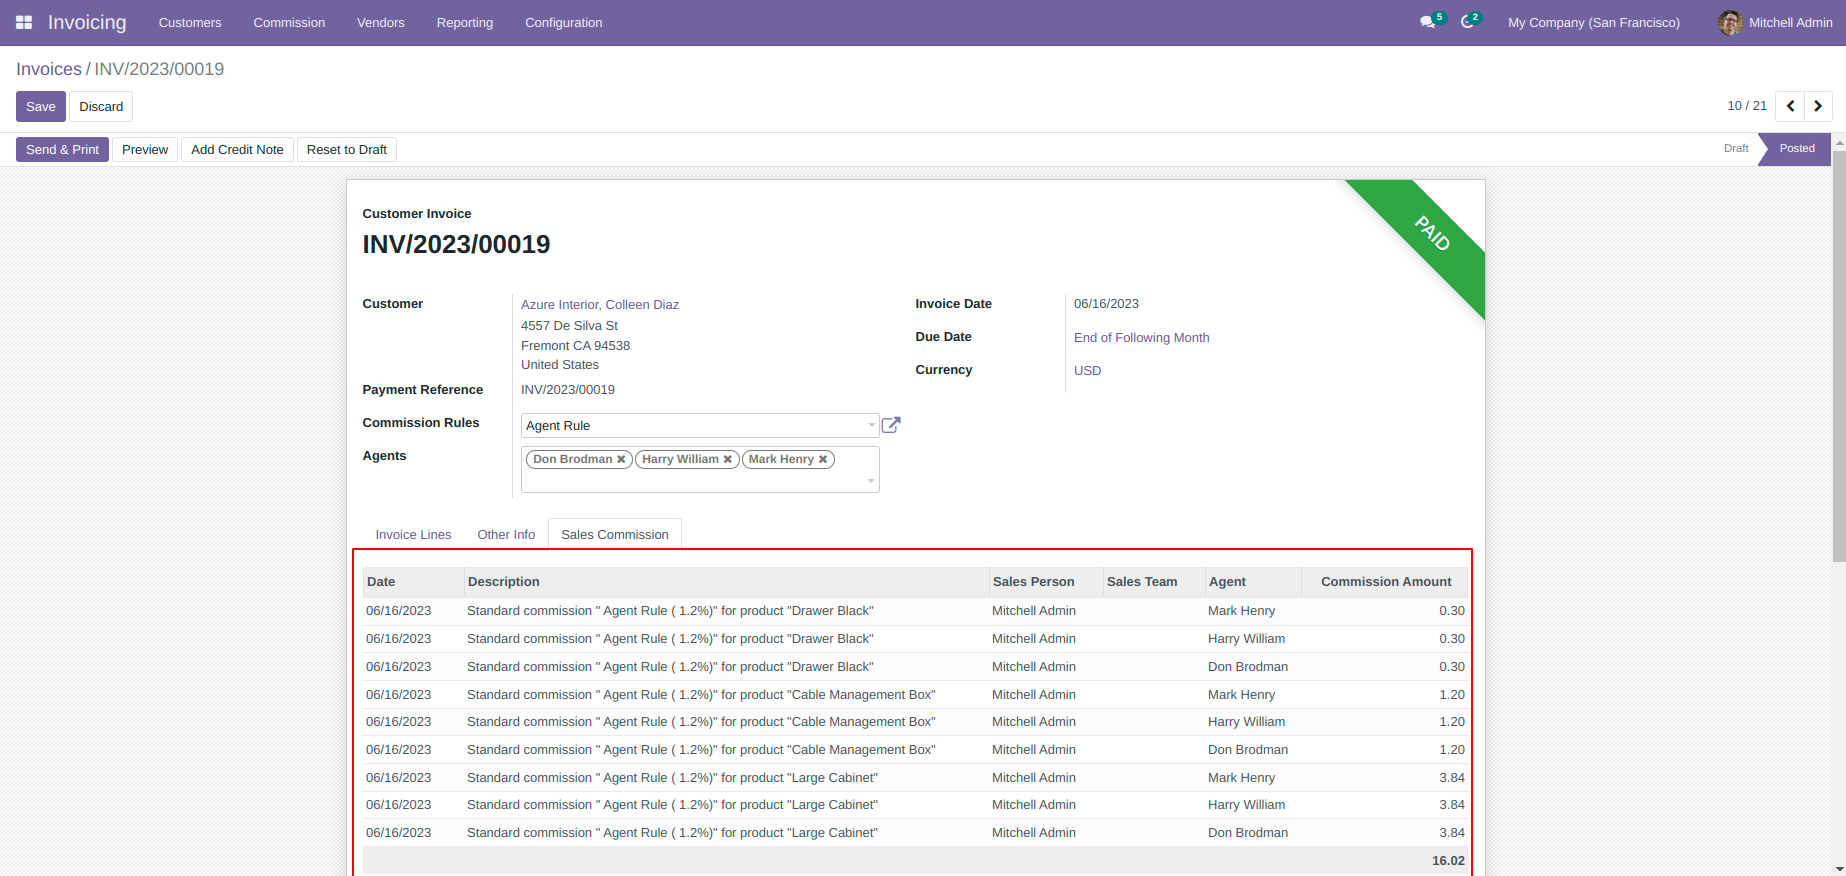 Invoicing Customers Commission Vendors Reporting Configuration 5 2 My Company (San Francisco) Mitchell Admin
Invoices / INV/2023/00019
Save Discard 10 / 21
Send & Print Preview Add Credit Note Reset to Draft Draft Posted
PAID
Customer Invoice
INV/2023/00019
Customer Azure Interior, Colleen Diaz Invoice Date 06/16/2023
4557 De Silva St
Due Date End of Following Month
Fremont CA 94538
United States
Currency USD
Payment Reference INV/2023/00019
Commission Rules Agent Rule
Agents Don Brodman ✖ Harry William ✖ Mark Henry ✖
Invoice Lines Other Info Sales Commission
Date Description Sales Person Sales Team Agent Commission Amount
06/16/2023 Standard commission " Agent Rule ( 1.2%)" for product "Drawer Black" Mitchell Admin Mark Henry 0.30
06/16/2023 Standard commission " Agent Rule ( 1.2%)" for product "Drawer Black" Mitchell Admin Harry William 0.30
06/16/2023 Standard commission " Agent Rule ( 1.2%)" for product "Drawer Black" Mitchell Admin Don Brodman 0.30
06/16/2023 Standard commission " Agent Rule ( 1.2%)" for product "Cable Management Box" Mitchell Admin Mark Henry 1.20
06/16/2023 Standard commission " Agent Rule ( 1.2%)" for product "Cable Management Box" Mitchell Admin Harry William 1.20
06/16/2023 Standard commission " Agent Rule ( 1.2%)" for product "Cable Management Box" Mitchell Admin Don Brodman 1.20
06/16/2023 Standard commission " Agent Rule ( 1.2%)" for product "Large Cabinet" Mitchell Admin Mark Henry 3.84
06/16/2023 Standard commission " Agent Rule ( 1.2%)" for product "Large Cabinet" Mitchell Admin Harry William 3.84
06/16/2023 Standard commission " Agent Rule ( 1.2%)" for product "Large Cabinet" Mitchell Admin Don Brodman 3.84
16.02